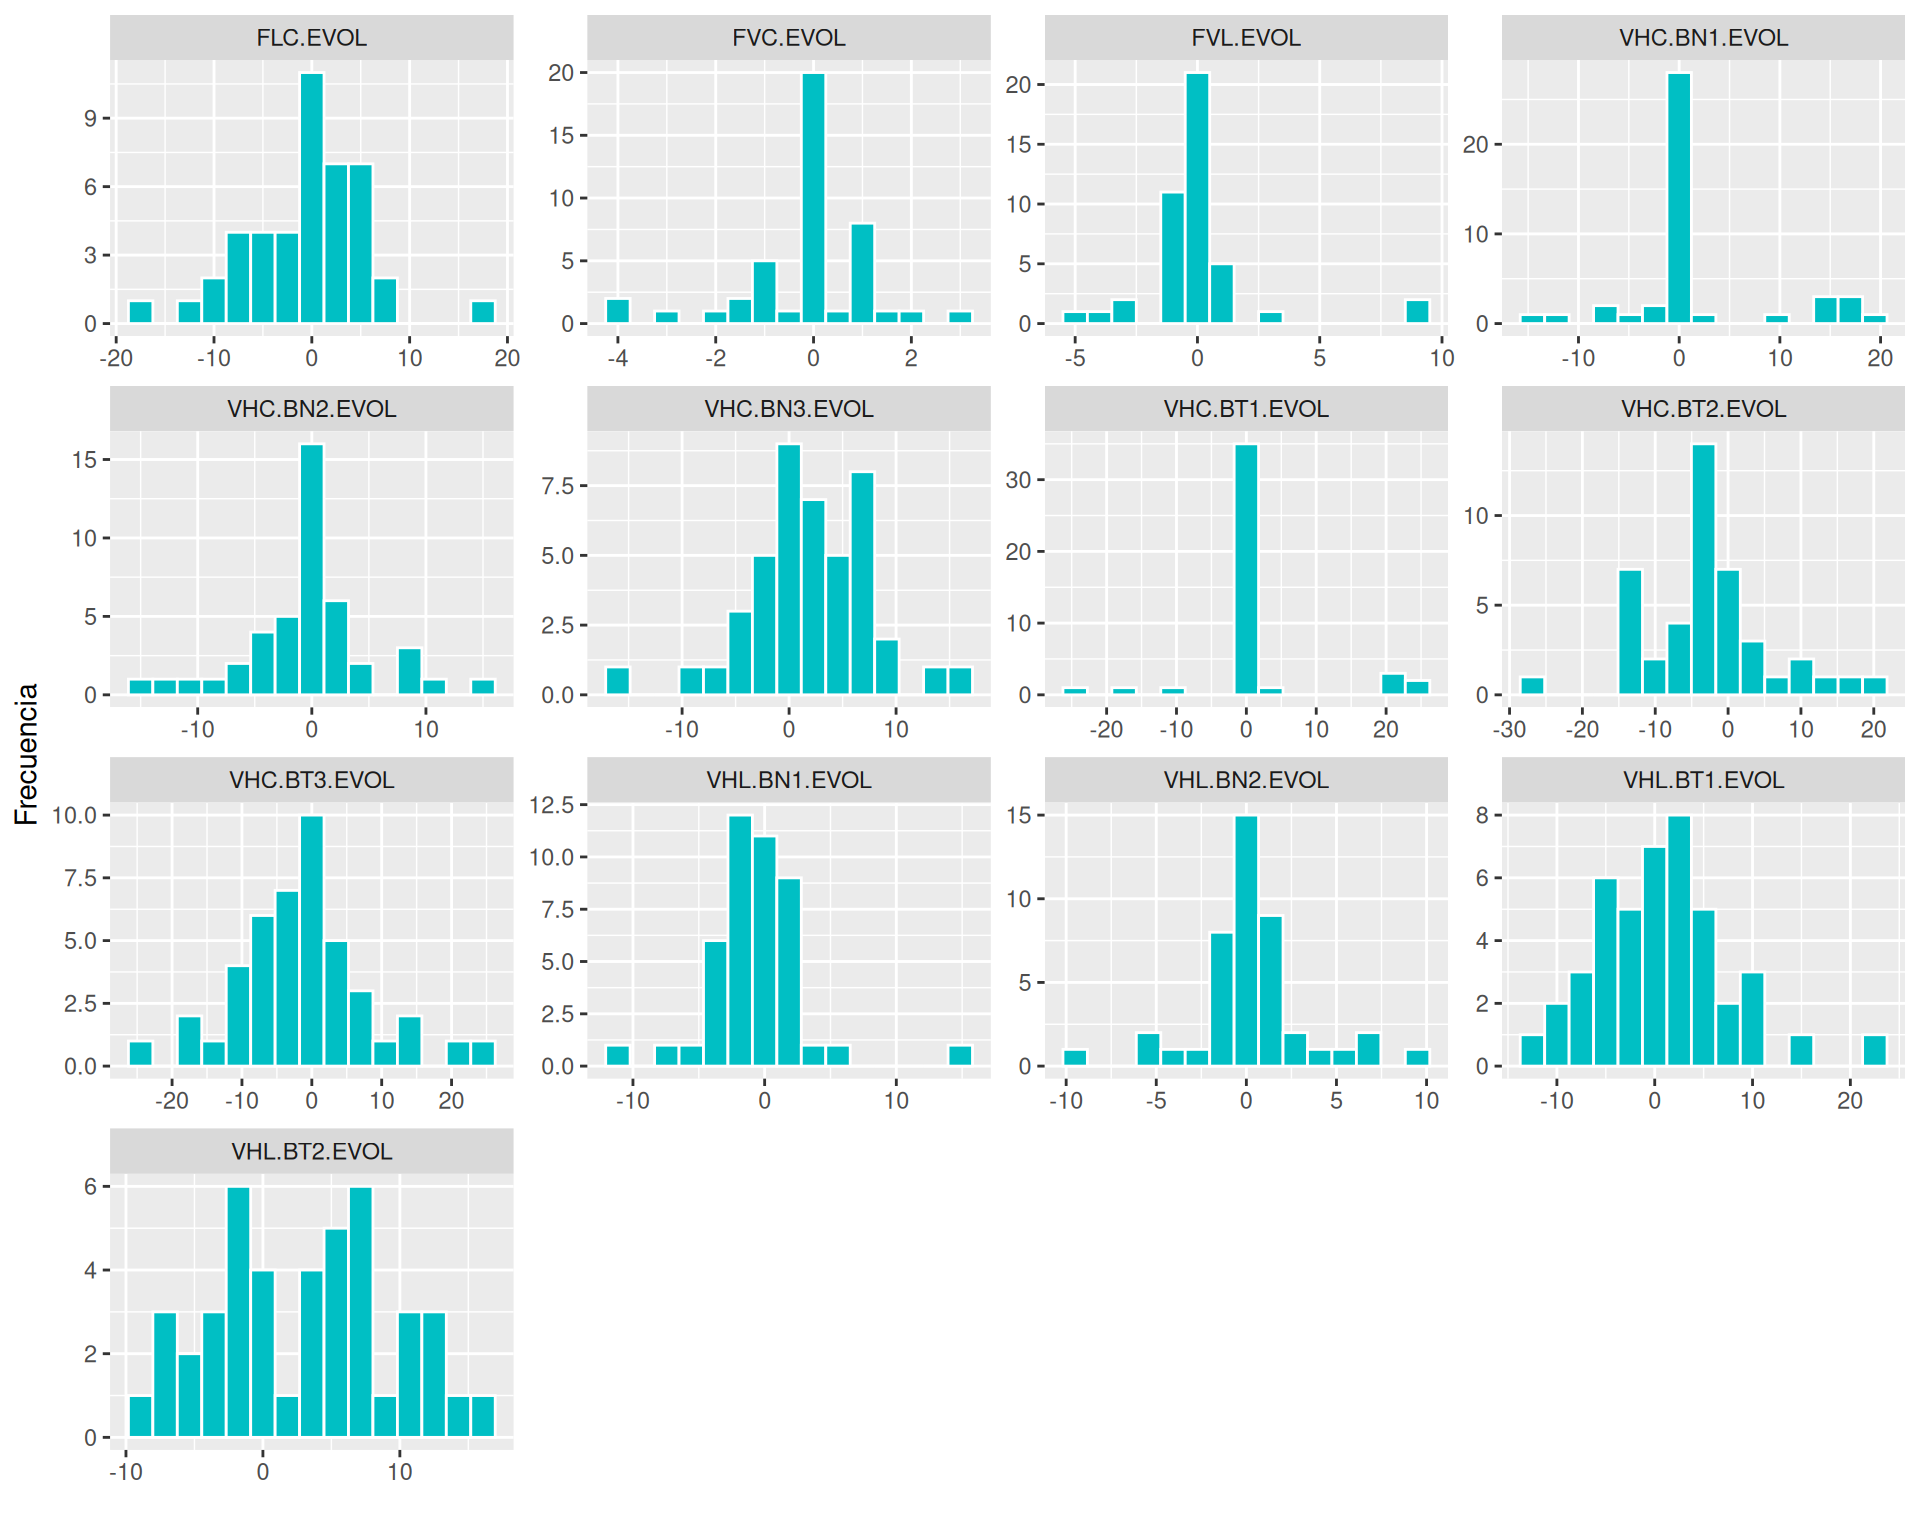 FLC.EVOL FVC.EVOL FVL.EVOL VHC.BN1.EVOL
9 6 3 0
20 15 10 5 0
20 15 10 5 0
20 10 0
-20 -10 0 10 20
-4 -2 0 2
-5 0 5 10
-10 0 10 20
VHC.BN2.EVOL VHC.BN3.EVOL VHC.BT1.EVOL VHC.BT2.EVOL
15 10 5 0
7.5 5.0 2.5 0.0
30 20 10 0
10 5 0
-10 0 10
-10 0 10
-20 -10 0 10 20
-30 -20 -10 0 10 20
Frecuencia
VHC.BT3.EVOL VHL.BN1.EVOL VHL.BN2.EVOL VHL.BT1.EVOL
10.0 7.5 5.0 2.5 0.0
12.5 10.0 7.5 5.0 2.5 0.0
15 10 5 0
8 6 4 2 0
-20 -10 0 10 20
-10 0 10
-10 -5 0 5 10
-10 0 10 20
VHL.BT2.EVOL
6 4 2 0
-10 0 10